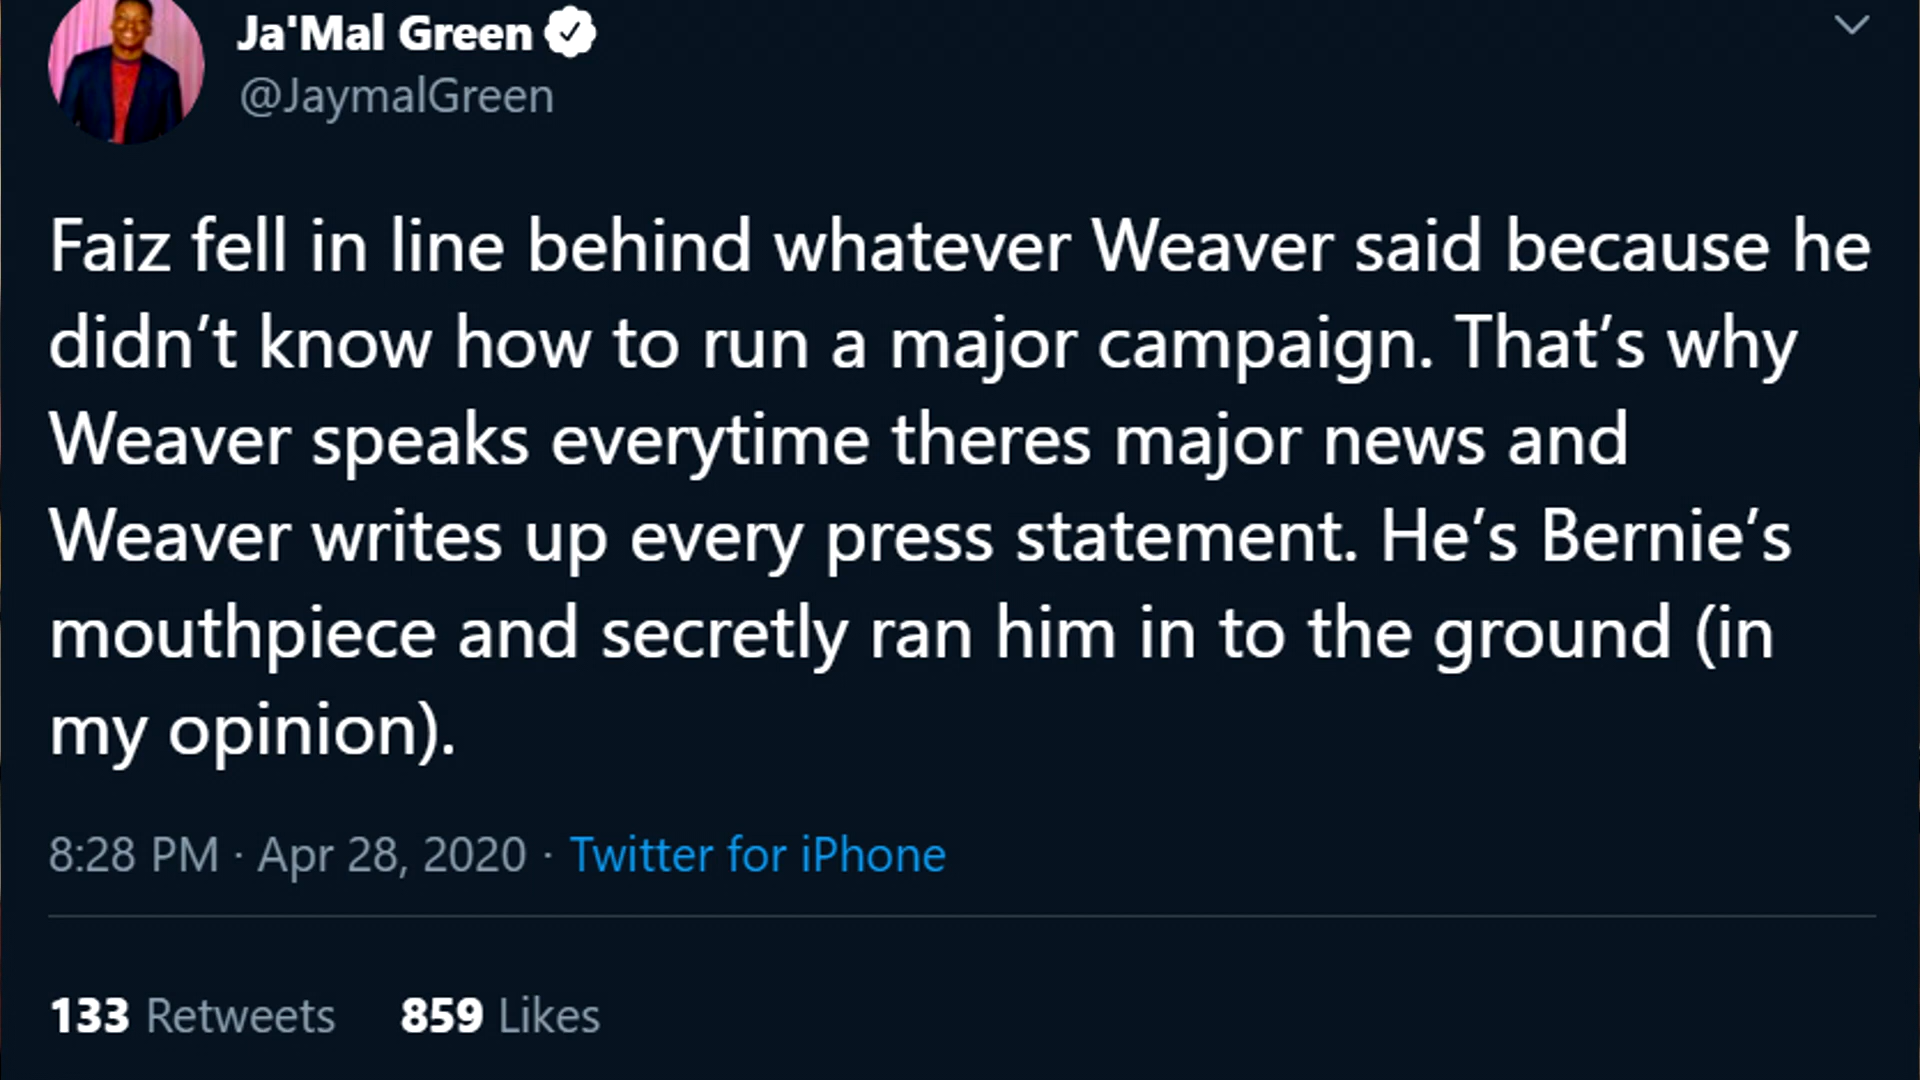 Ja'Mal Green
@JaymalGreen
Faiz fell in line behind whatever Weaver said because he
didn’t know how to run a major campaign. That’s why
Weaver speaks everytime theres major news and
Weaver writes up every press statement. He’s Bernie’s
mouthpiece and secretly ran him in to the ground (in
my opinion).
8:28 PM · Apr 28, 2020 · Twitter for iPhone
133 Retweets 859 Likes